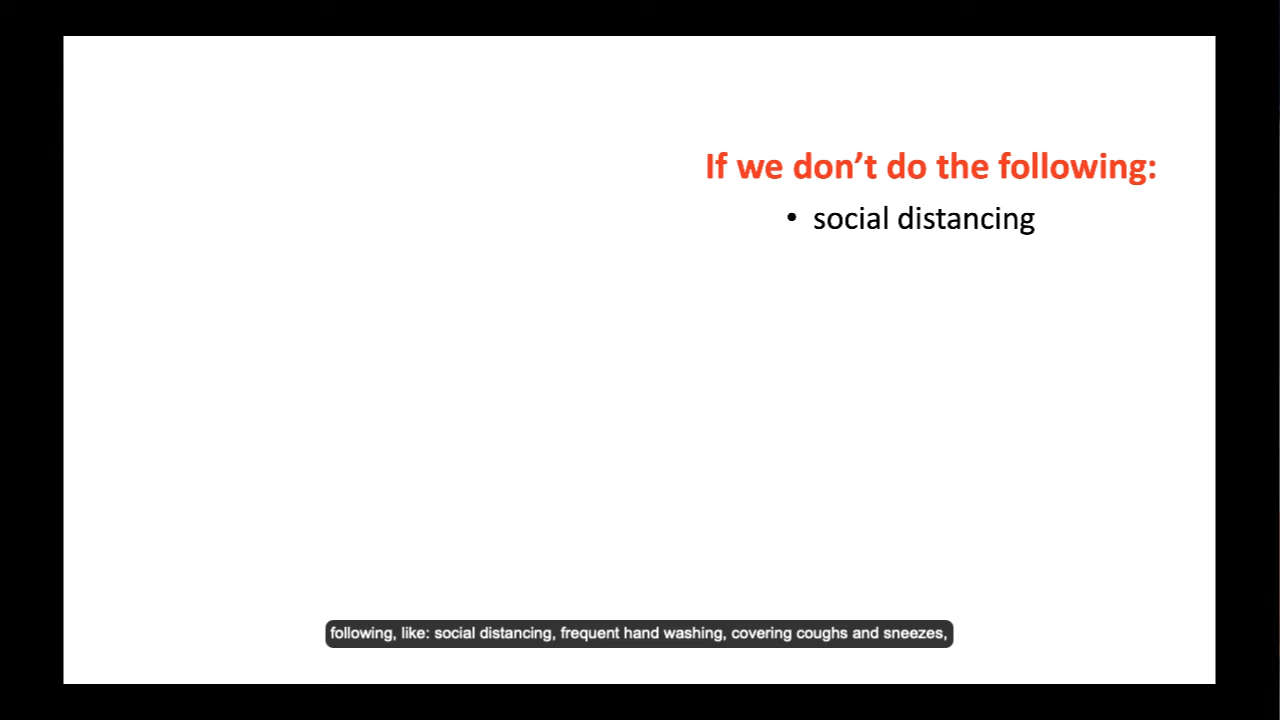 If we don’t do the following:
• social distancing
following, like: social distancing, frequent hand washing, covering coughs and sneezes,